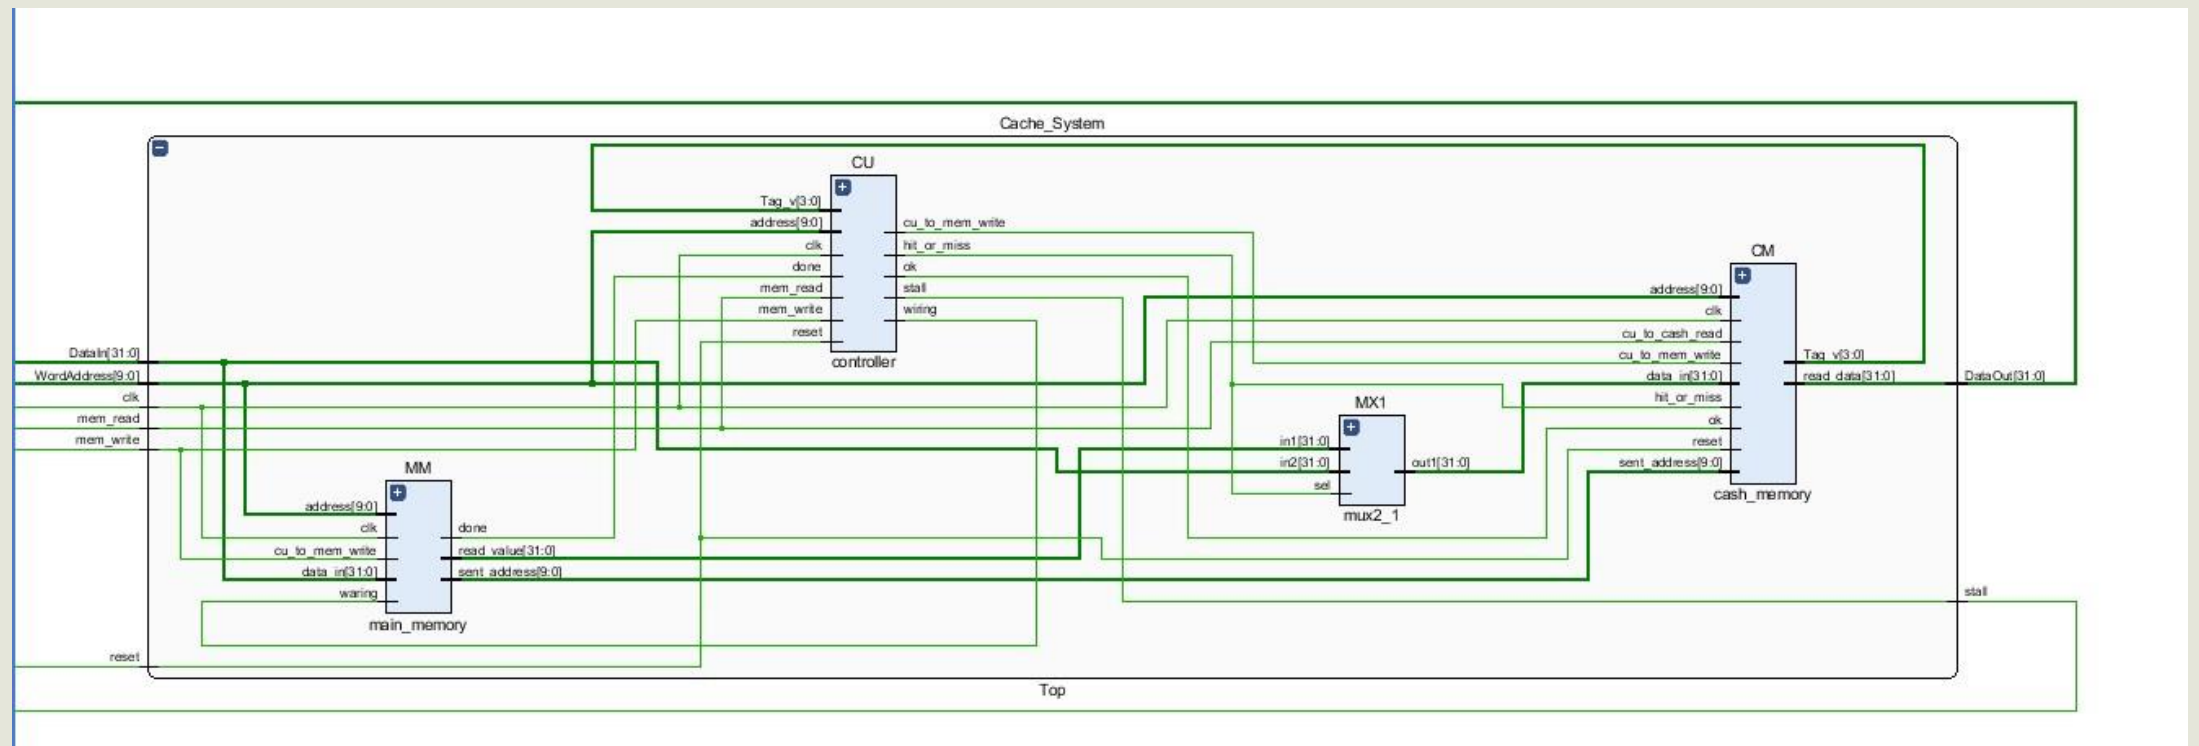 Cache_System
CU
Tag_v[3:0]
address[9:0]
clk
done
mem_read
mem_write
reset
cu_to_mem_write
hit_or_miss
ok
stall
wiring
controller
CM
address[9:0]
clk
cu_to_cash_read
cu_to_mem_write
data_in[31:0]
hit_or_miss
ok
reset
sent_address[9:0]
Tag_v[3:0]
read_data[31:0]
cash_memory
DataOut[31:0]
DataIn[31:0]
WordAddress[9:0]
clk
mem_read
mem_write
MX1
in1[31:0]
in2[31:0]
sel
out1[31:0]
mux2_1
MM
address[9:0]
clk
cu_to_mem_write
data_in[31:0]
waring
done
read_value[31:0]
sent_address[9:0]
main_memory
stall
reset
Top